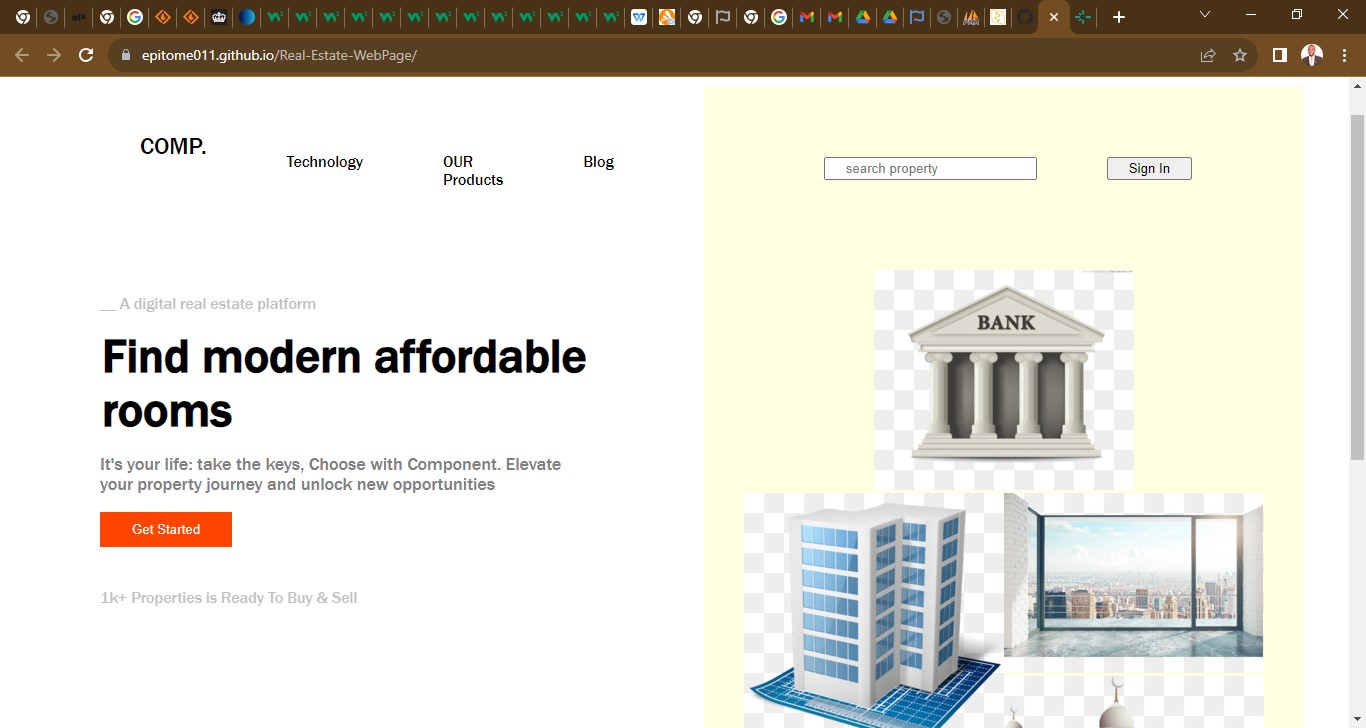 epitome011.github.io/Real-Estate-WebPage/
COMP.
Technology
OUR
Products
Blog
search property
Sign In
__ A digital real estate platform
Find modern affordable
rooms
It's your life: take the keys, Choose with Component. Elevate
your property journey and unlock new opportunities
Get Started
1k+ Properties is Ready To Buy & Sell
BANK